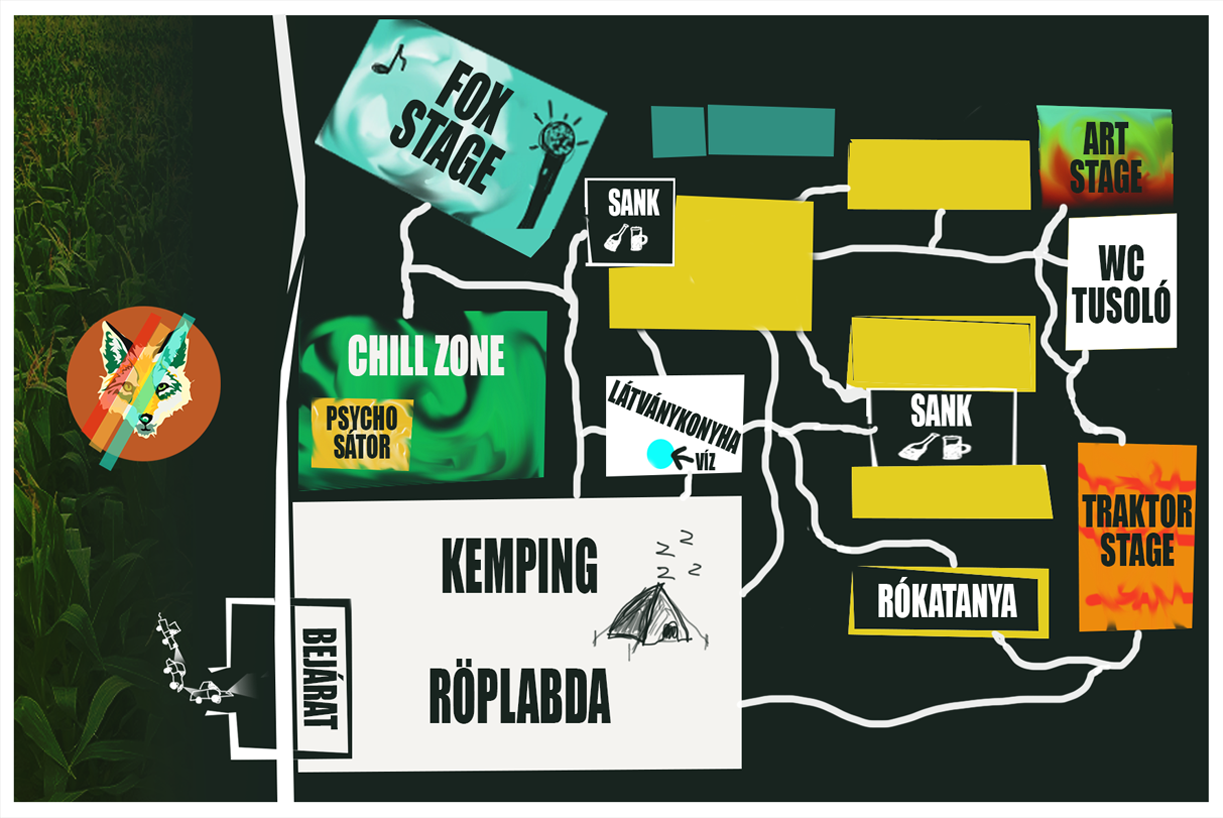 FOX
STAGE
SANK
ART
STAGE
WC
TUSOLÓ
CHILL ZONE
PSYCHO
SÁTOR
LÁTVÁNYKONYHA
VÍZ
SANK
TRAKTOR
STAGE
KEMPING
Z
Z
Z
Z
RÓKATANYA
BEJÁRAT
RÖPLABDA